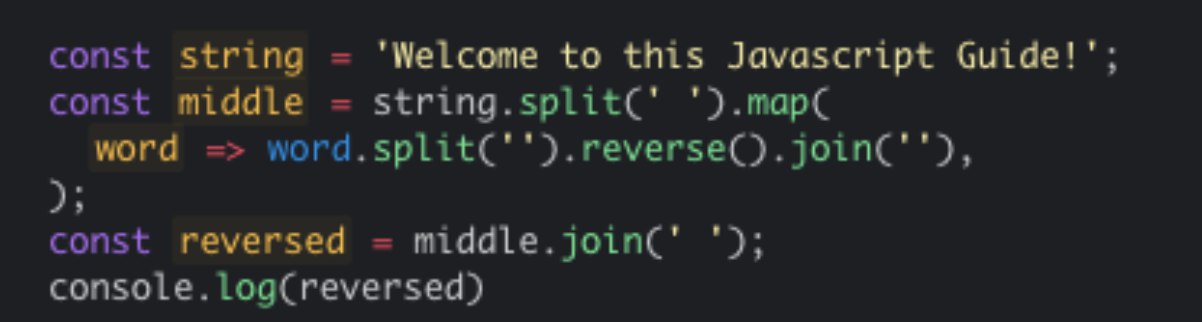 const string = 'Welcome to this Javascript Guide!';
const middle = string.split(' ').map(
  word => word.split('').reverse().join(''),
);
const reversed = middle.join(' ');
console.log(reversed)